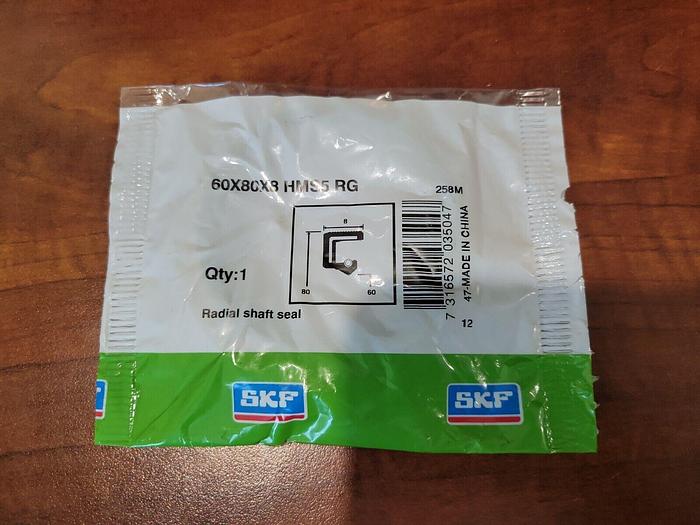 60X80X8 HMS5 RG
258M
8
80
60
Qty:1
Radial shaft seal
7 316572 035047
47-MADE IN CHINA
12
SKF
SKF